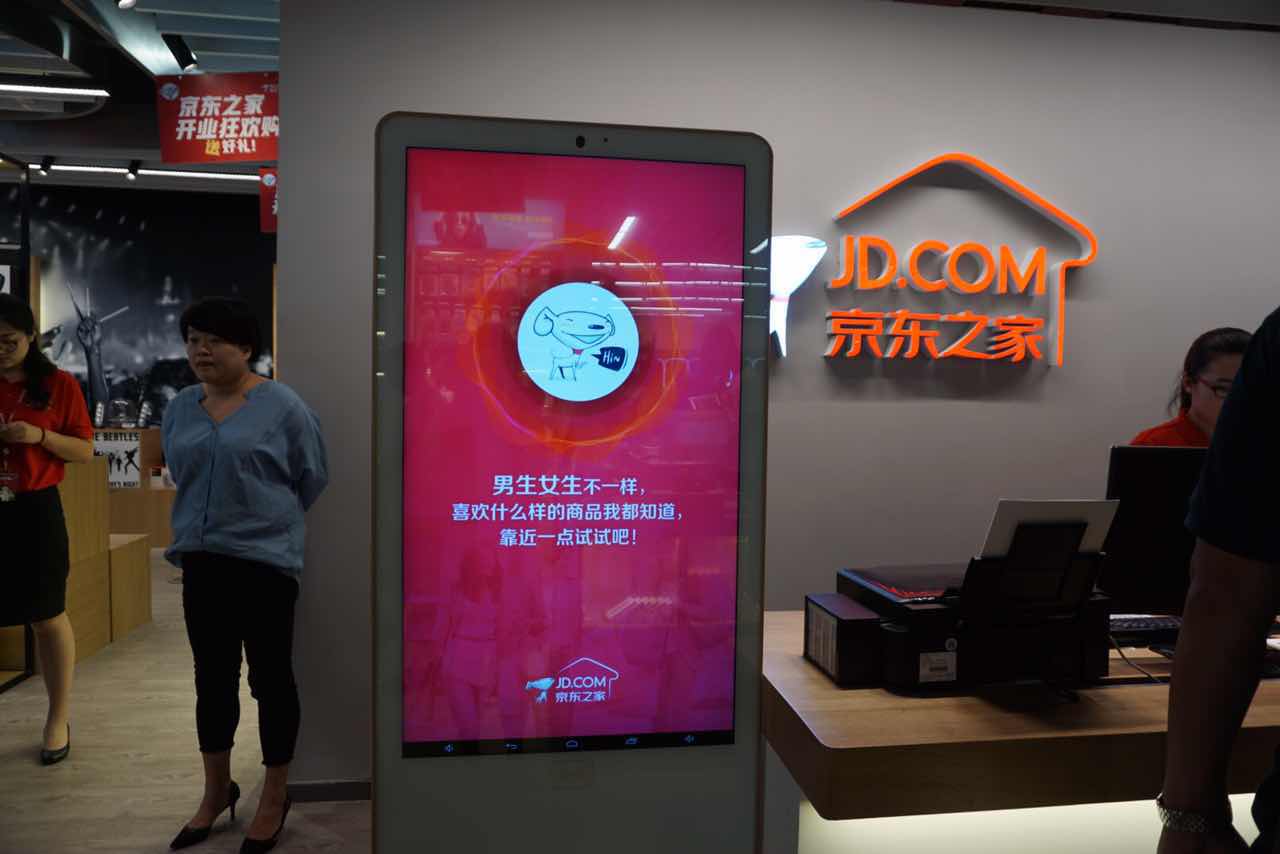 京东之家
开业狂欢购
送好礼!
JD.COM
京东之家
Hi~
男生女生不一样，
喜欢什么样的商品我都知道，
靠近一点试试吧！
JD.COM
京东之家
BEATLES